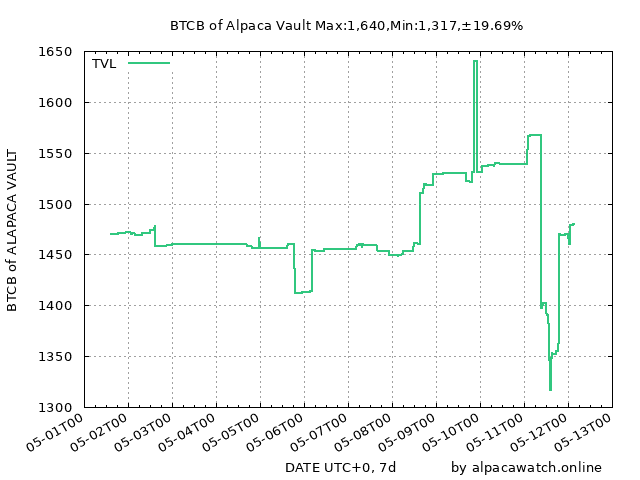 BTCB of Alpaca Vault Max:1,640,Min:1,317,±19.69%
TVL
1650
1600
1550
1500
1450
1400
1350
1300
BTCB of ALAPACA VAULT
05-01T00
05-02T00
05-03T00
05-04T00
05-05T00
05-06T00
05-07T00
05-08T00
05-09T00
05-10T00
05-11T00
05-12T00
05-13T00
DATE UTC+0, 7d
by alpacawatch.online